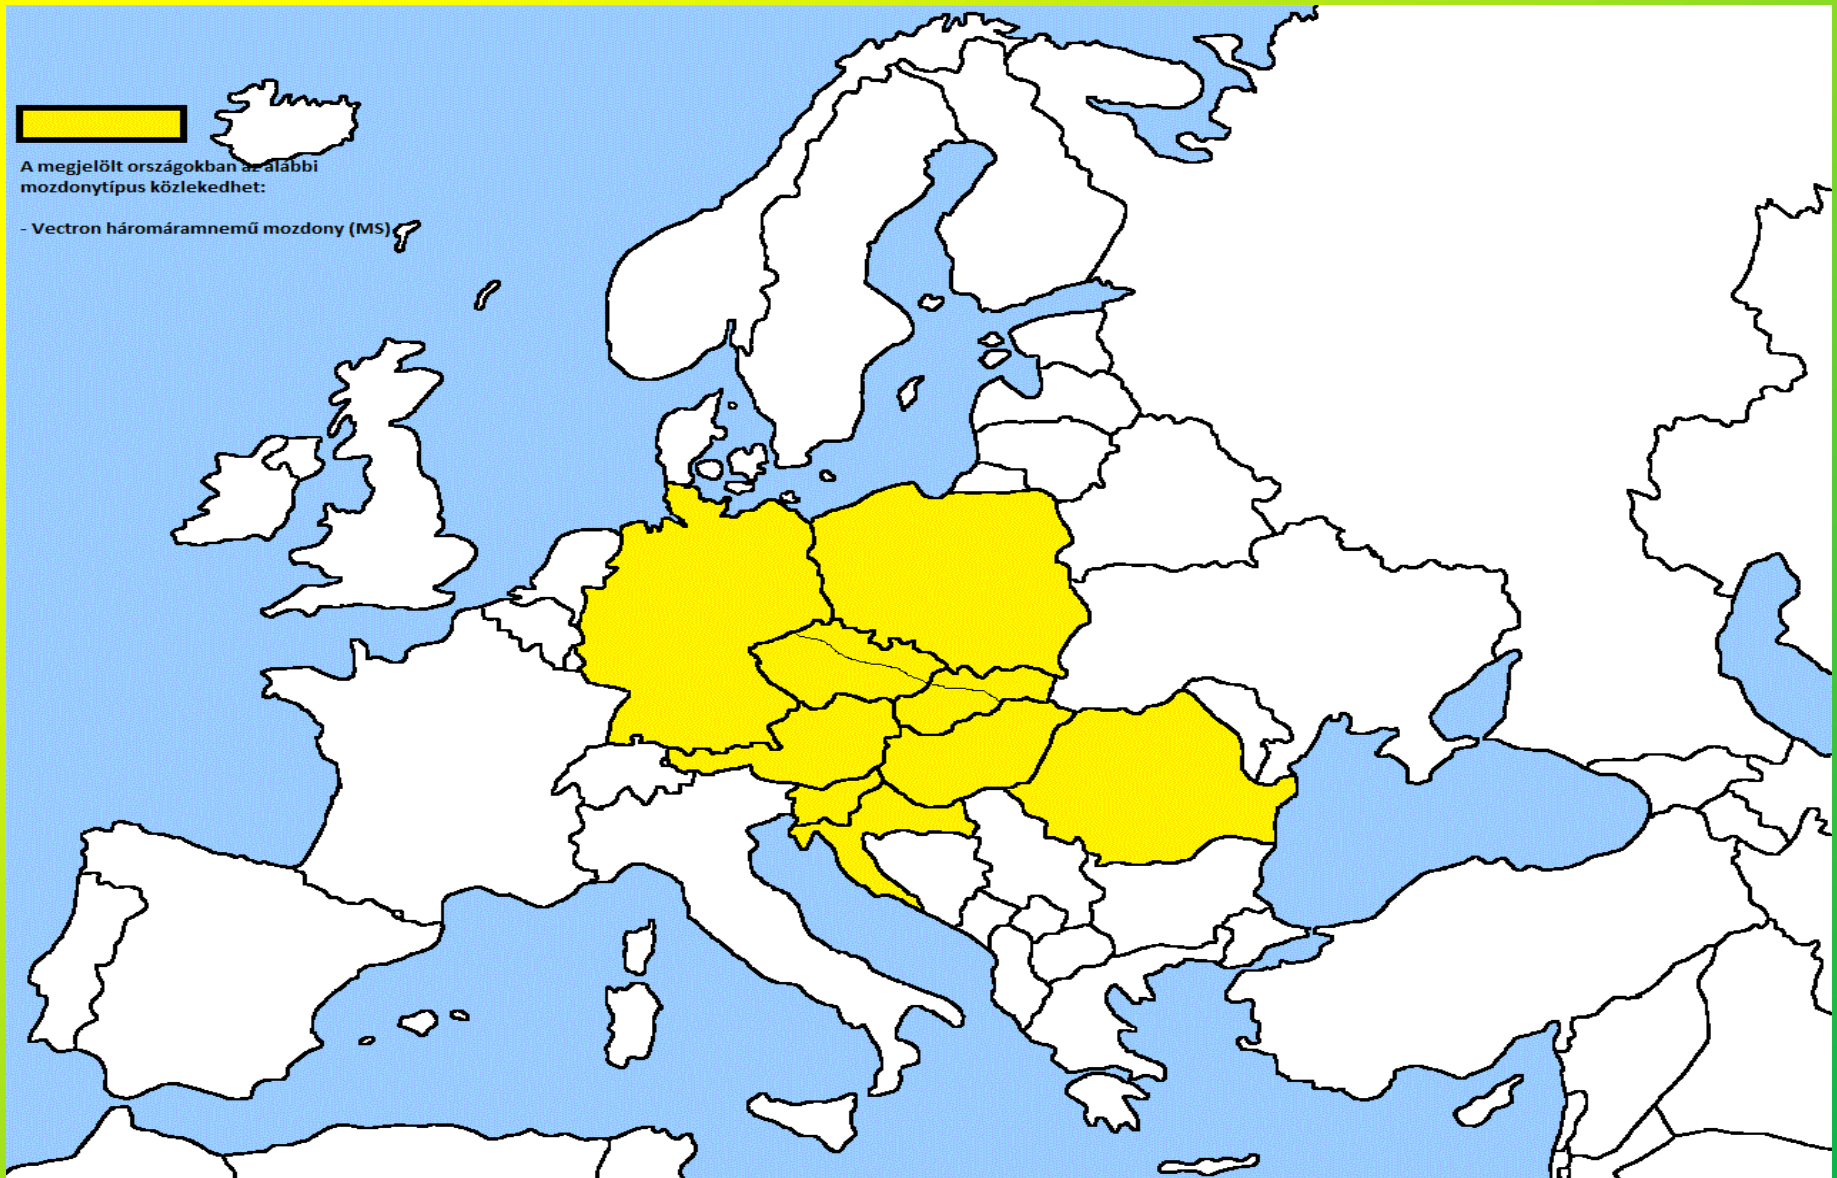 A megjelölt országokban az alábbi
mozdonytípus közlekedhet:
- Vectron háromáramnemű mozdony (MS)